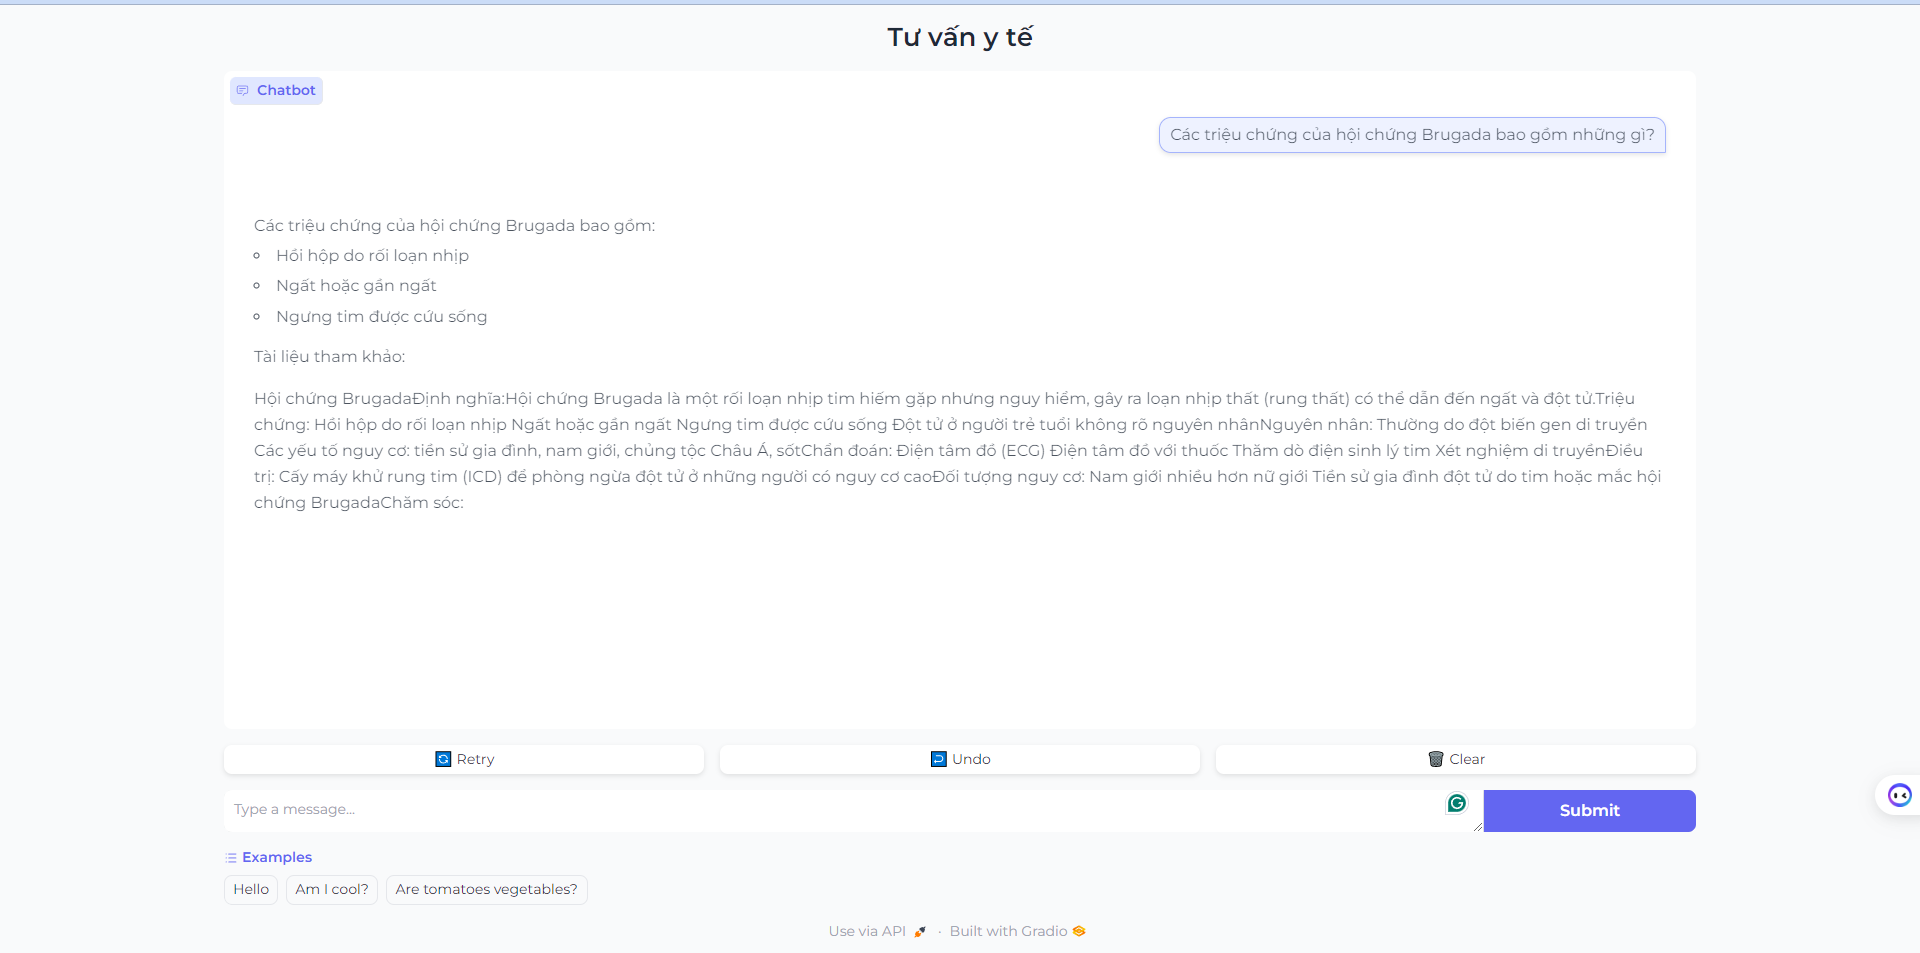 Tư vấn y tế
Chatbot
Các triệu chứng của hội chứng Brugada bao gồm những gì?
Các triệu chứng của hội chứng Brugada bao gồm:
Hồi hộp do rối loạn nhịp
Ngất hoặc gần ngất
Ngưng tim được cứu sống
Tài liệu tham khảo:
Hội chứng BrugadaĐịnh nghĩa:Hội chứng Brugada là một rối loạn nhịp tim hiếm gặp nhưng nguy hiểm, gây ra loạn nhịp thất (rung thất) có thể dẫn đến ngất và đột tử.Triệu
chứng: Hồi hộp do rối loạn nhịp Ngất hoặc gần ngất Ngưng tim được cứu sống Đột tử ở người trẻ tuổi không rõ nguyên nhânNguyên nhân: Thường do đột biến gen di truyền
Các yếu tố nguy cơ: tiền sử gia đình, nam giới, chủng tộc Châu Á, sốtChẩn đoán: Điện tâm đồ (ECG) Điện tâm đồ với thuốc Thăm dò điện sinh lý tim Xét nghiệm di truyềnĐiều
trị: Cấy máy khử rung tim (ICD) để phòng ngừa đột tử ở những người có nguy cơ caoĐối tượng nguy cơ: Nam giới nhiều hơn nữ giới Tiền sử gia đình đột tử do tim hoặc mắc hội
chứng BrugadaChăm sóc:
Retry
Undo
Clear
Type a message...
Submit
Examples
Hello
Am I cool?
Are tomatoes vegetables?
Use via API · Built with Gradio